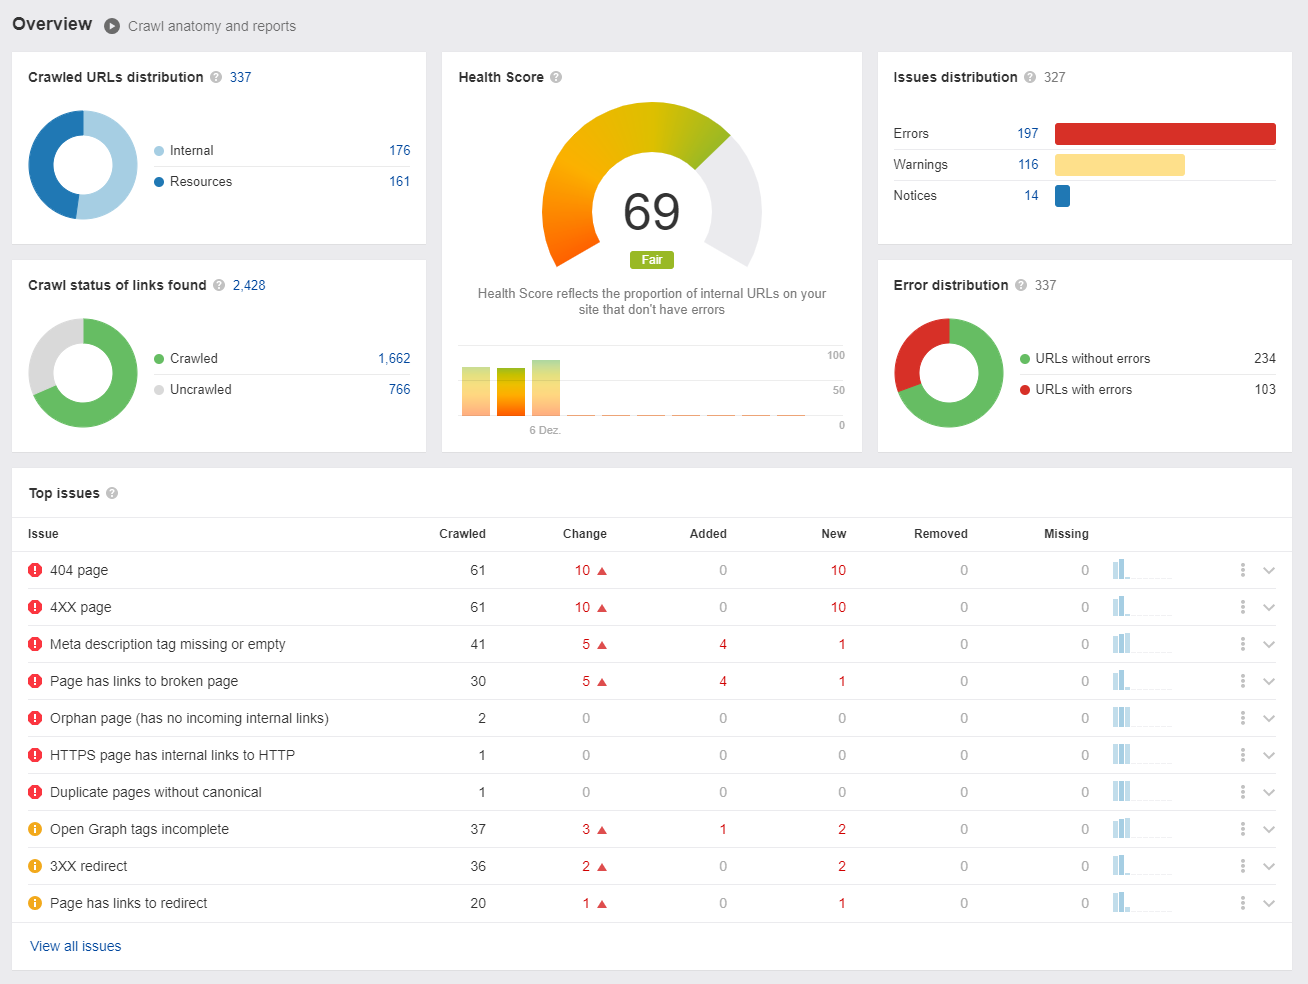 Overview Crawl anatomy and reports
Crawled URLs distribution ? 337
Internal 176
Resources 161
Crawl status of links found ? 2,428
Crawled 1,662
Uncrawled 766
Health Score ?
69
Fair
Health Score reflects the proportion of internal URLs on your
site that don't have errors
100
50
0
6 Dez.
Issues distribution ? 327
Errors 197
Warnings 116
Notices 14
Error distribution ? 337
URLs without errors 234
URLs with errors 103
Top issues ?
Issue Crawled Change Added New Removed Missing
404 page 61 10 0 10 0 0
4XX page 61 10 0 10 0 0
Meta description tag missing or empty 41 5 4 1 0 0
Page has links to broken page 30 5 4 1 0 0
Orphan page (has no incoming internal links) 2 0 0 0 0 0
HTTPS page has internal links to HTTP 1 0 0 0 0 0
Duplicate pages without canonical 1 0 0 0 0 0
Open Graph tags incomplete 37 3 1 2 0 0
3XX redirect 36 2 0 2 0 0
Page has links to redirect 20 1 0 1 0 0
View all issues